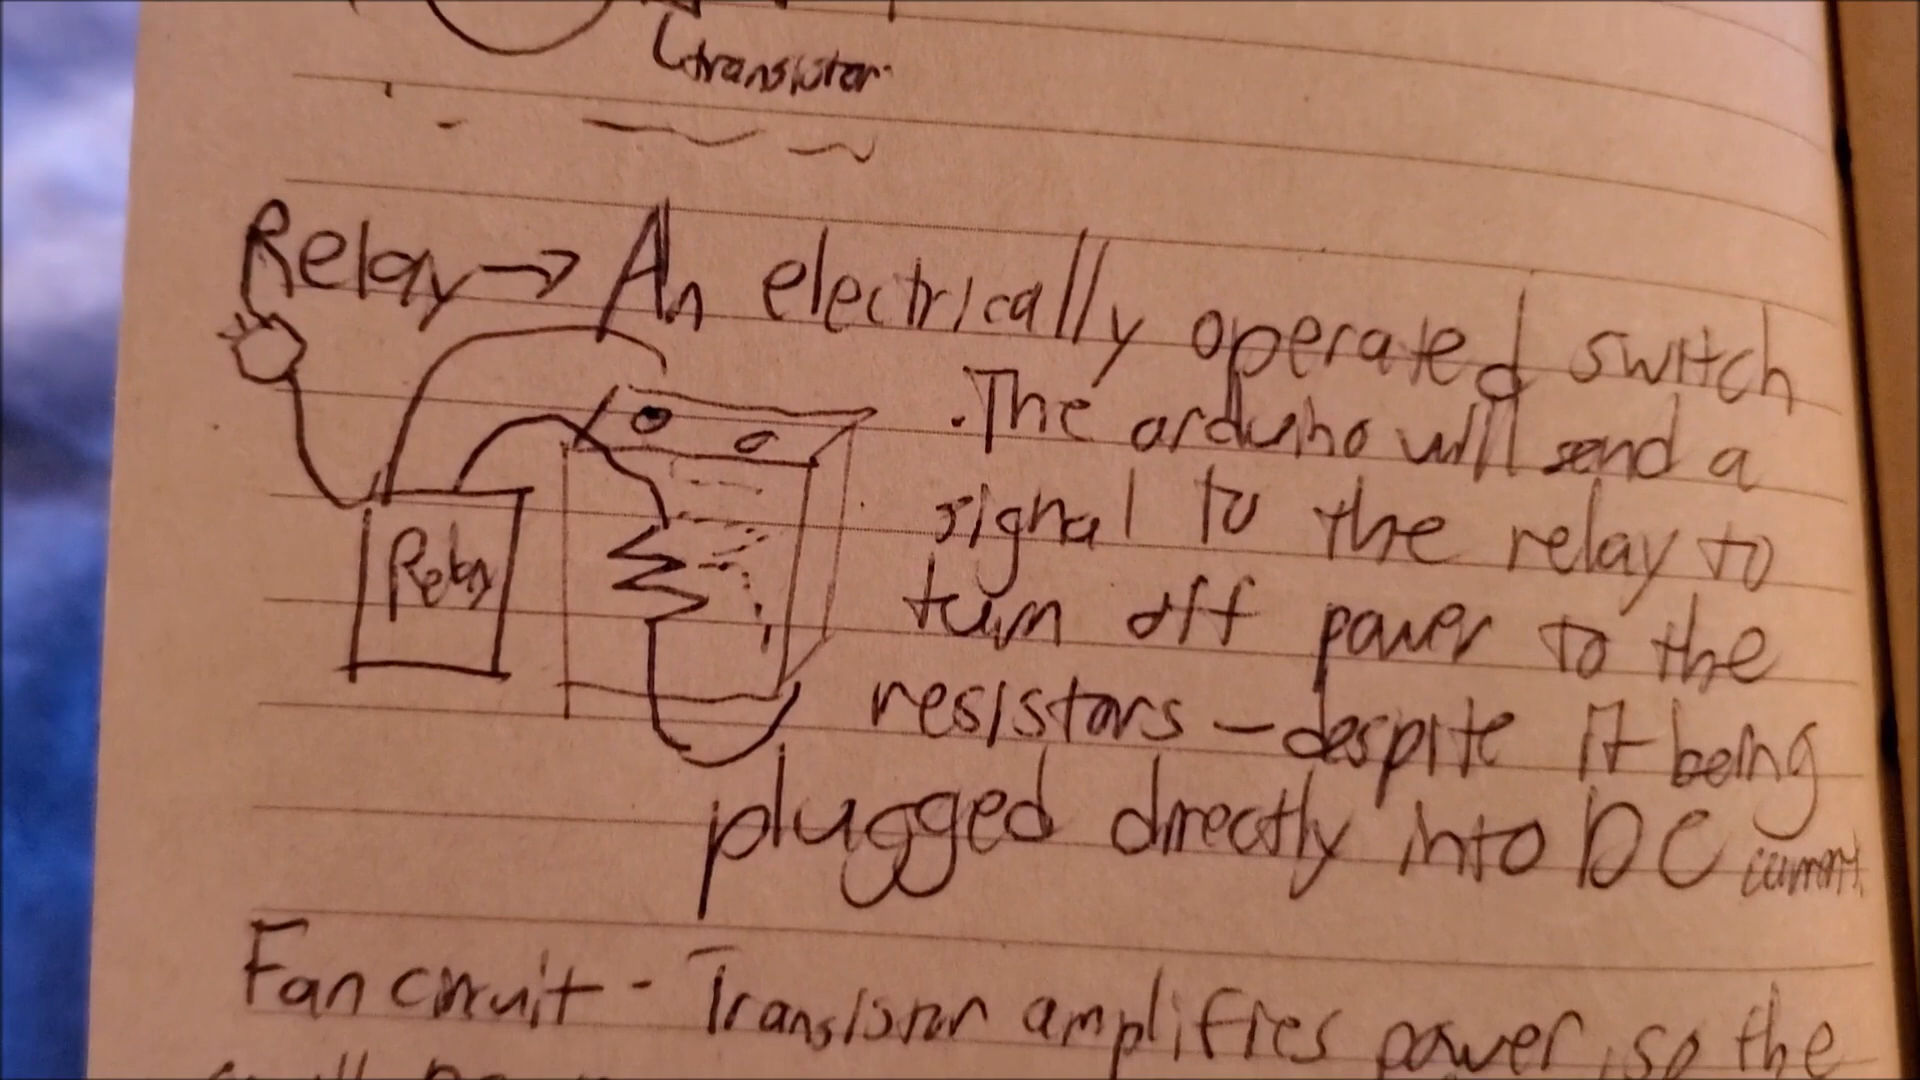 transistor
Relay → An electrically operated switch
.The arduino will send a
signal to the relay to
Relay
turn off power to the
resistors - despite it being
plugged directly into DC current.
Fan circuit - Transistor amplifies power, so the